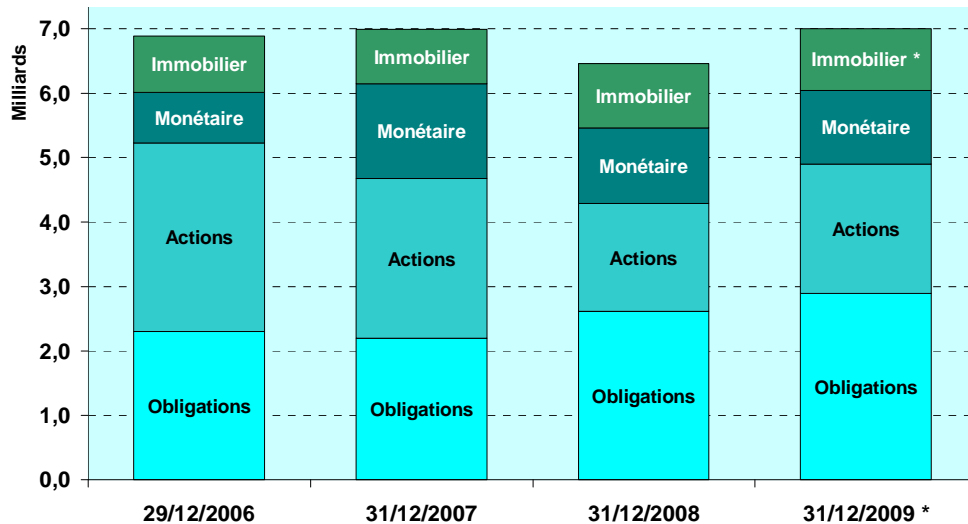 Milliards
7,0
6,0
5,0
4,0
3,0
2,0
1,0
0,0
Immobilier
Monétaire
Actions
Obligations
Immobilier
Monétaire
Actions
Obligations
Immobilier
Monétaire
Actions
Obligations
Immobilier *
Monétaire
Actions
Obligations
29/12/2006
31/12/2007
31/12/2008
31/12/2009 *